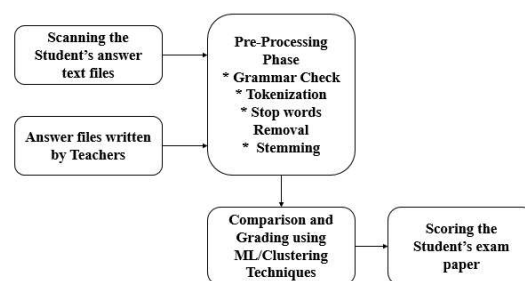 Scanning the
Student's answer
text files
Answer files written
by Teachers
Pre-Processing
Phase
* Grammar Check
* Tokenization
* Stop words
Removal
* Stemming
Comparison and
Grading using
ML/Clustering
Techniques
Scoring the
Student's exam
paper